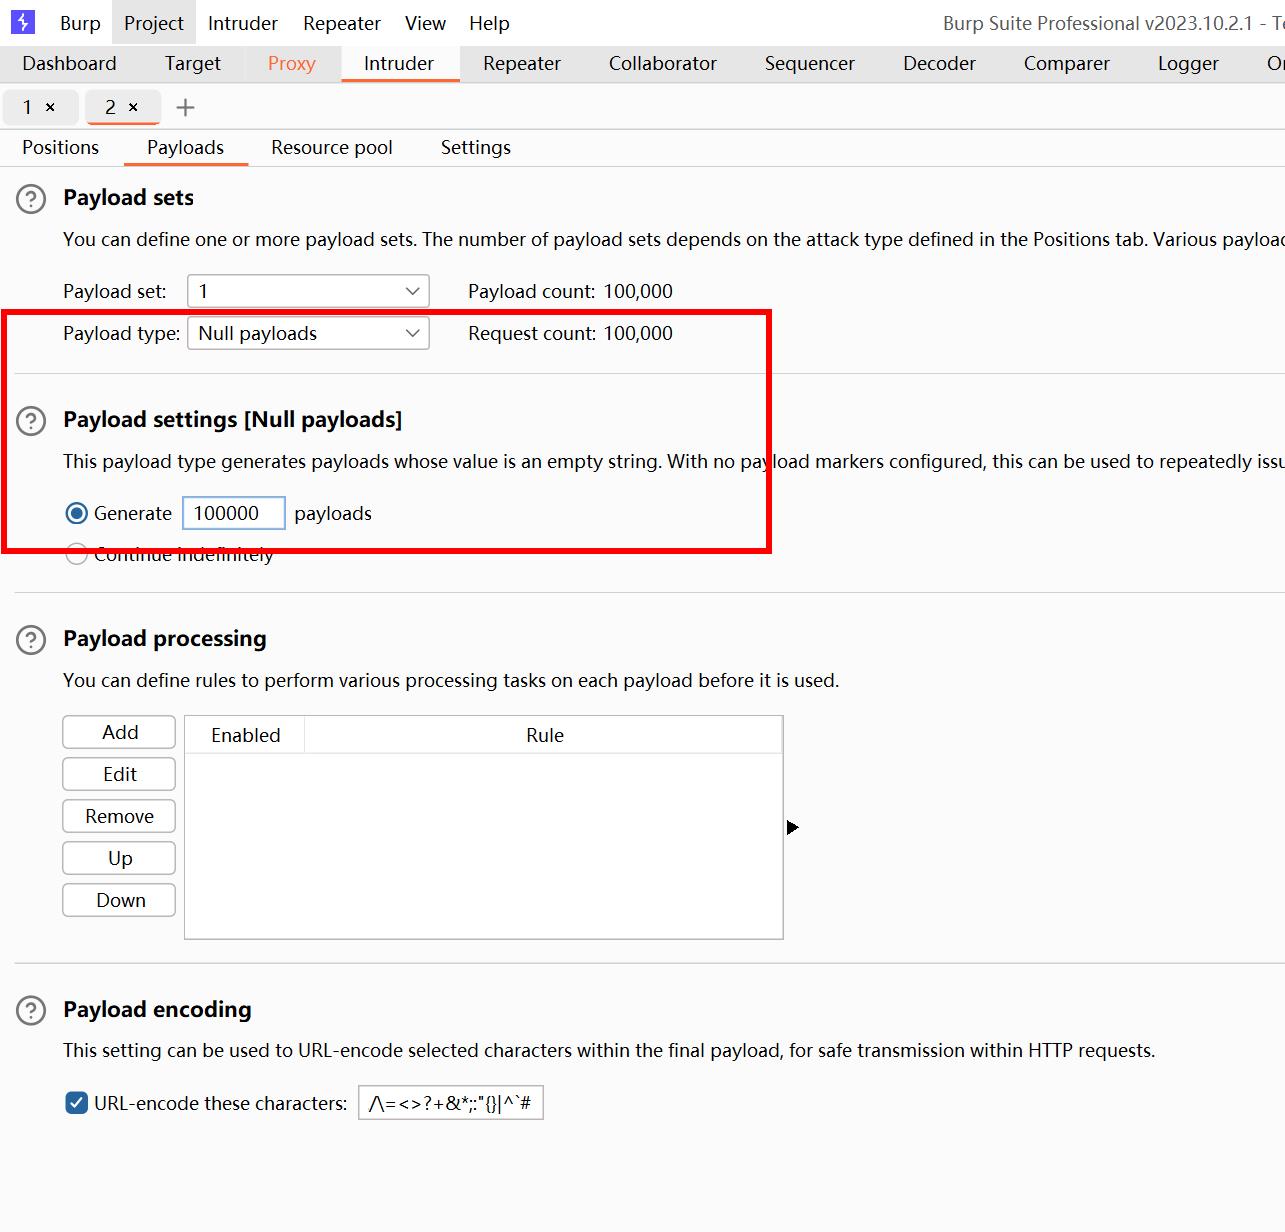 Burp Project Intruder Repeater View Help Burp Suite Professional v2023.10.2.1 -
Dashboard Target Proxy Intruder Repeater Collaborator Sequencer Decoder Comparer Logger
1 × 2 × +
Positions Payloads Resource pool Settings
Payload sets
You can define one or more payload sets. The number of payload sets depends on the attack type defined in the Positions tab. Various
Payload set: 1 Payload count: 100,000
Payload type: Null payloads Request count: 100,000
Payload settings [Null payloads]
This payload type generates payloads whose value is an empty string. With no payload markers configured, this can be used to repeatedly
Generate 100000 payloads
Continue indefinitely
Payload processing
You can define rules to perform various processing tasks on each payload before it is used.
Add Enabled Rule
Edit
Remove
Up
Down
Payload encoding
This setting can be used to URL-encode selected characters within the final payload, for safe transmission within HTTP requests.
URL-encode these characters: /\=<>?+&*;:"{}|^`#